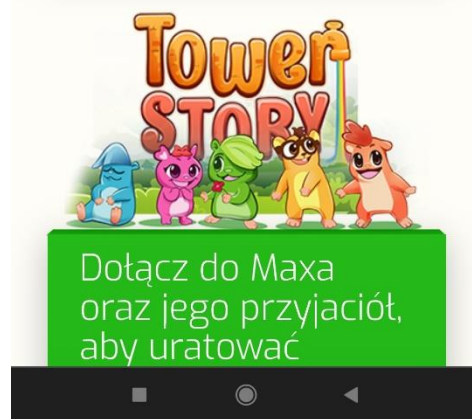 Tower
STORY
Dołącz do Maxa
oraz jego przyjaciół,
aby uratować